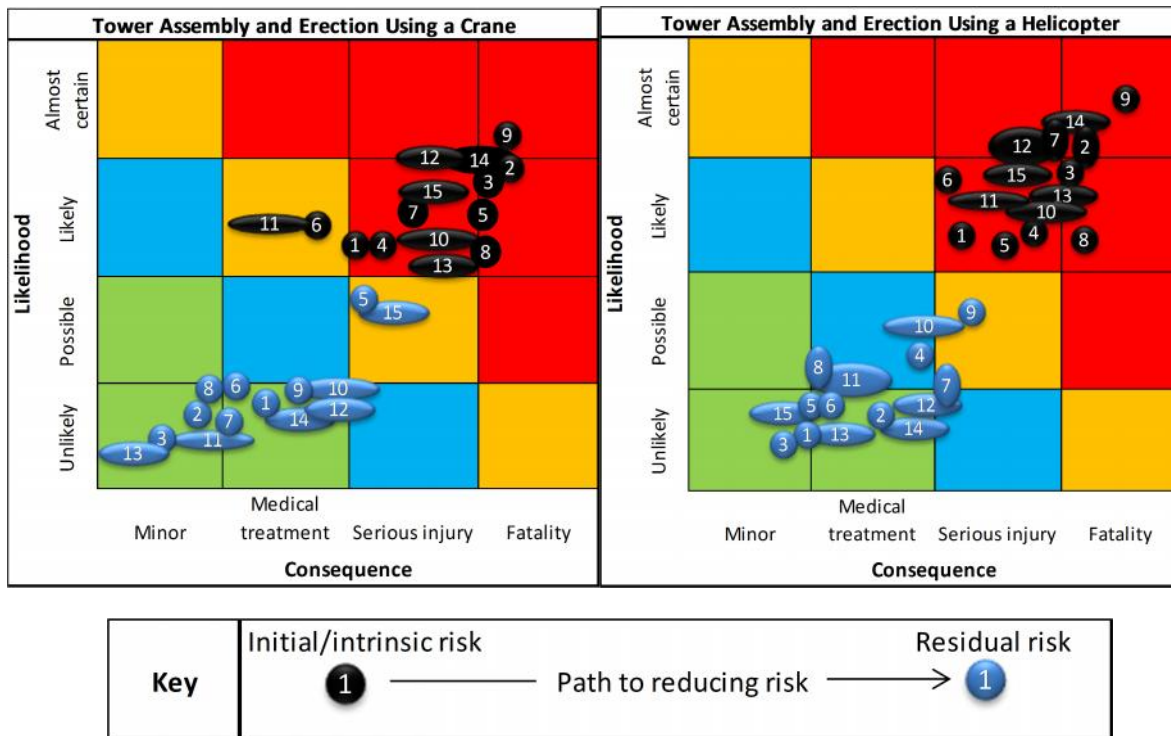 Tower Assembly and Erection Using a Crane
Likelihood
Almost certain
Likely
Possible
Unlikely
9
12 14 2
3
15
7 5
11 6
1 4 10 8
13
5
15
8 6 9 10
2 1 14 12
7
3 11
13
Minor
Medical
treatment
Serious injury
Fatality
Consequence
Tower Assembly and Erection Using a Helicopter
Likelihood
Almost certain
Likely
Possible
Unlikely
9
14
12 7 2
6 15 3
11 13
10
1 5 4 8
9
10
4
8 11 7
15 5 6 2 12
3 1 13 14
Minor
Medical
treatment
Serious injury
Fatality
Consequence
Key
Initial/intrinsic risk
1
Path to reducing risk
Residual risk
1